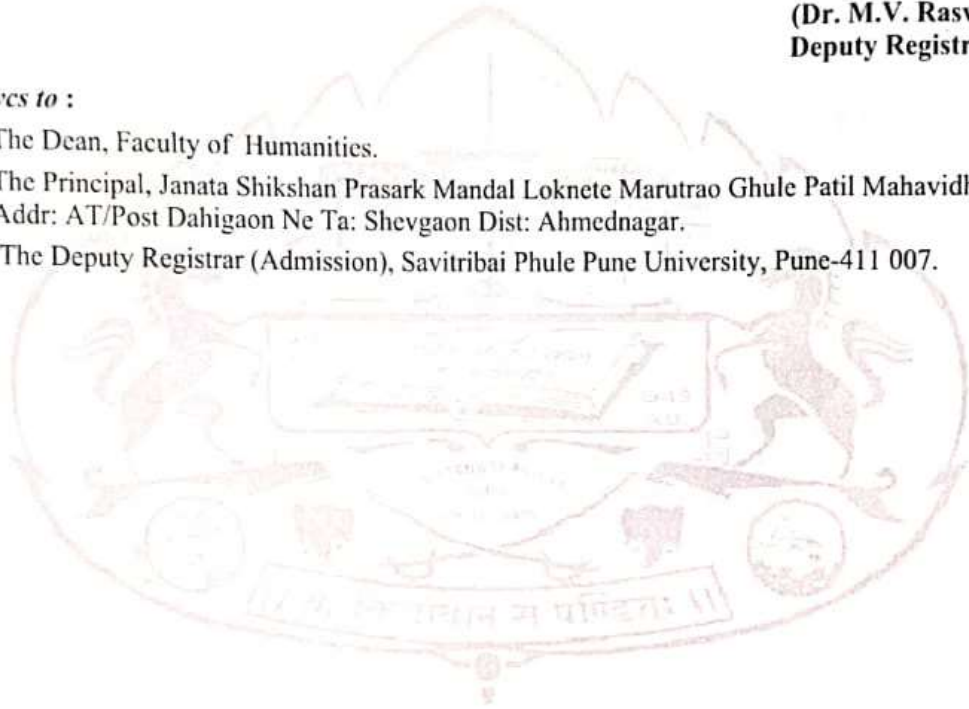 (Dr. M.V. Rasv
Deputy Registr
to :
The Dean, Faculty of Humanities.
The Principal, Janata Shikshan Prasark Mandal Loknete Marutrao Ghule Patil Mahavidh
Addr: AT/Post Dahigaon Ne Ta: Shevgaon Dist: Ahmednagar.
The Deputy Registrar (Admission), Savitribai Phule Pune University, Pune-411 007.